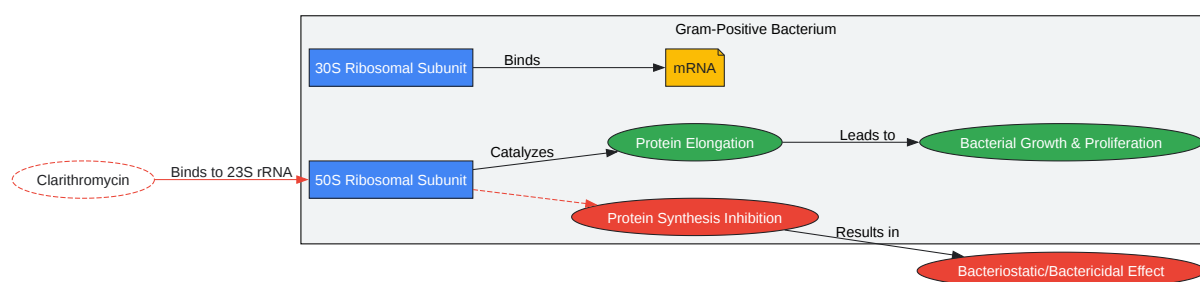 Gram-Positive Bacterium
30S Ribosomal Subunit
Binds
mRNA
Clarithromycin
Binds to 23S rRNA
50S Ribosomal Subunit
Catalyzes
Protein Elongation
Leads to
Bacterial Growth & Proliferation
Protein Synthesis Inhibition
Results in
Bacteriostatic/Bactericidal Effect